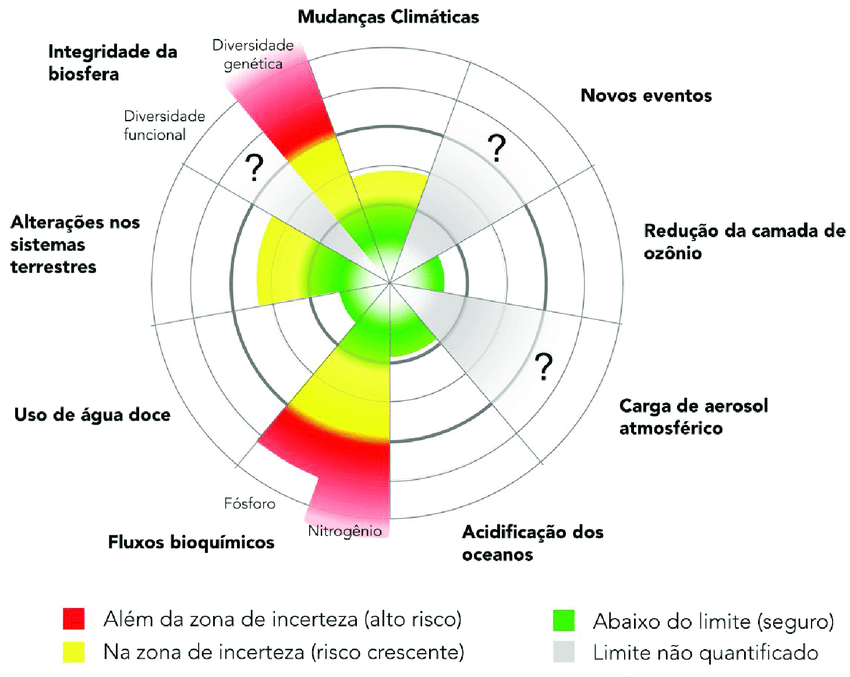 Mudanças Climáticas
Integridade da
biosfera
Diversidade
genética
Diversidade
funcional
Novos eventos
?
?
Alterações nos
sistemas
terrestres
Redução da camada de
ozônio
?
Uso de água doce
Carga de aerosol
atmosférico
Fósforo
Nitrogênio
Fluxos bioquímicos
Acidificação dos
oceanos
Além da zona de incerteza (alto risco)
Na zona de incerteza (risco crescente)
Abaixo do limite (seguro)
Limite não quantificado